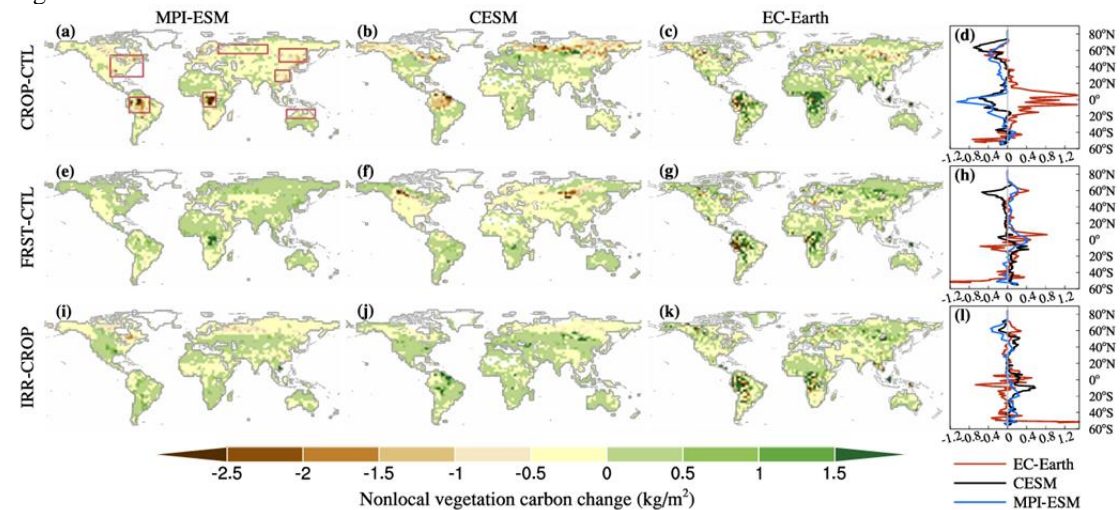 MPI-ESM CESM EC-Earth
CROP-CTL
(a) (b) (c) (d)
80°N
60°N
40°N
20°N
0°
20°S
40°S
60°S
-1.2 -0.8 -0.4 0 0.4 0.8 1.2
FRST-CTL
(e) (f) (g) (h)
80°N
60°N
40°N
20°N
0°
20°S
40°S
60°S
-1.2 -0.8 -0.4 0 0.4 0.8 1.2
IRR-CROP
(i) (j) (k) (l)
80°N
60°N
40°N
20°N
0°
20°S
40°S
60°S
-1.2 -0.8 -0.4 0 0.4 0.8 1.2
-2.5 -2 -1.5 -1 -0.5 0 0.5 1 1.5
Nonlocal vegetation carbon change (kg/m²)
EC-Earth
CESM
MPI-ESM